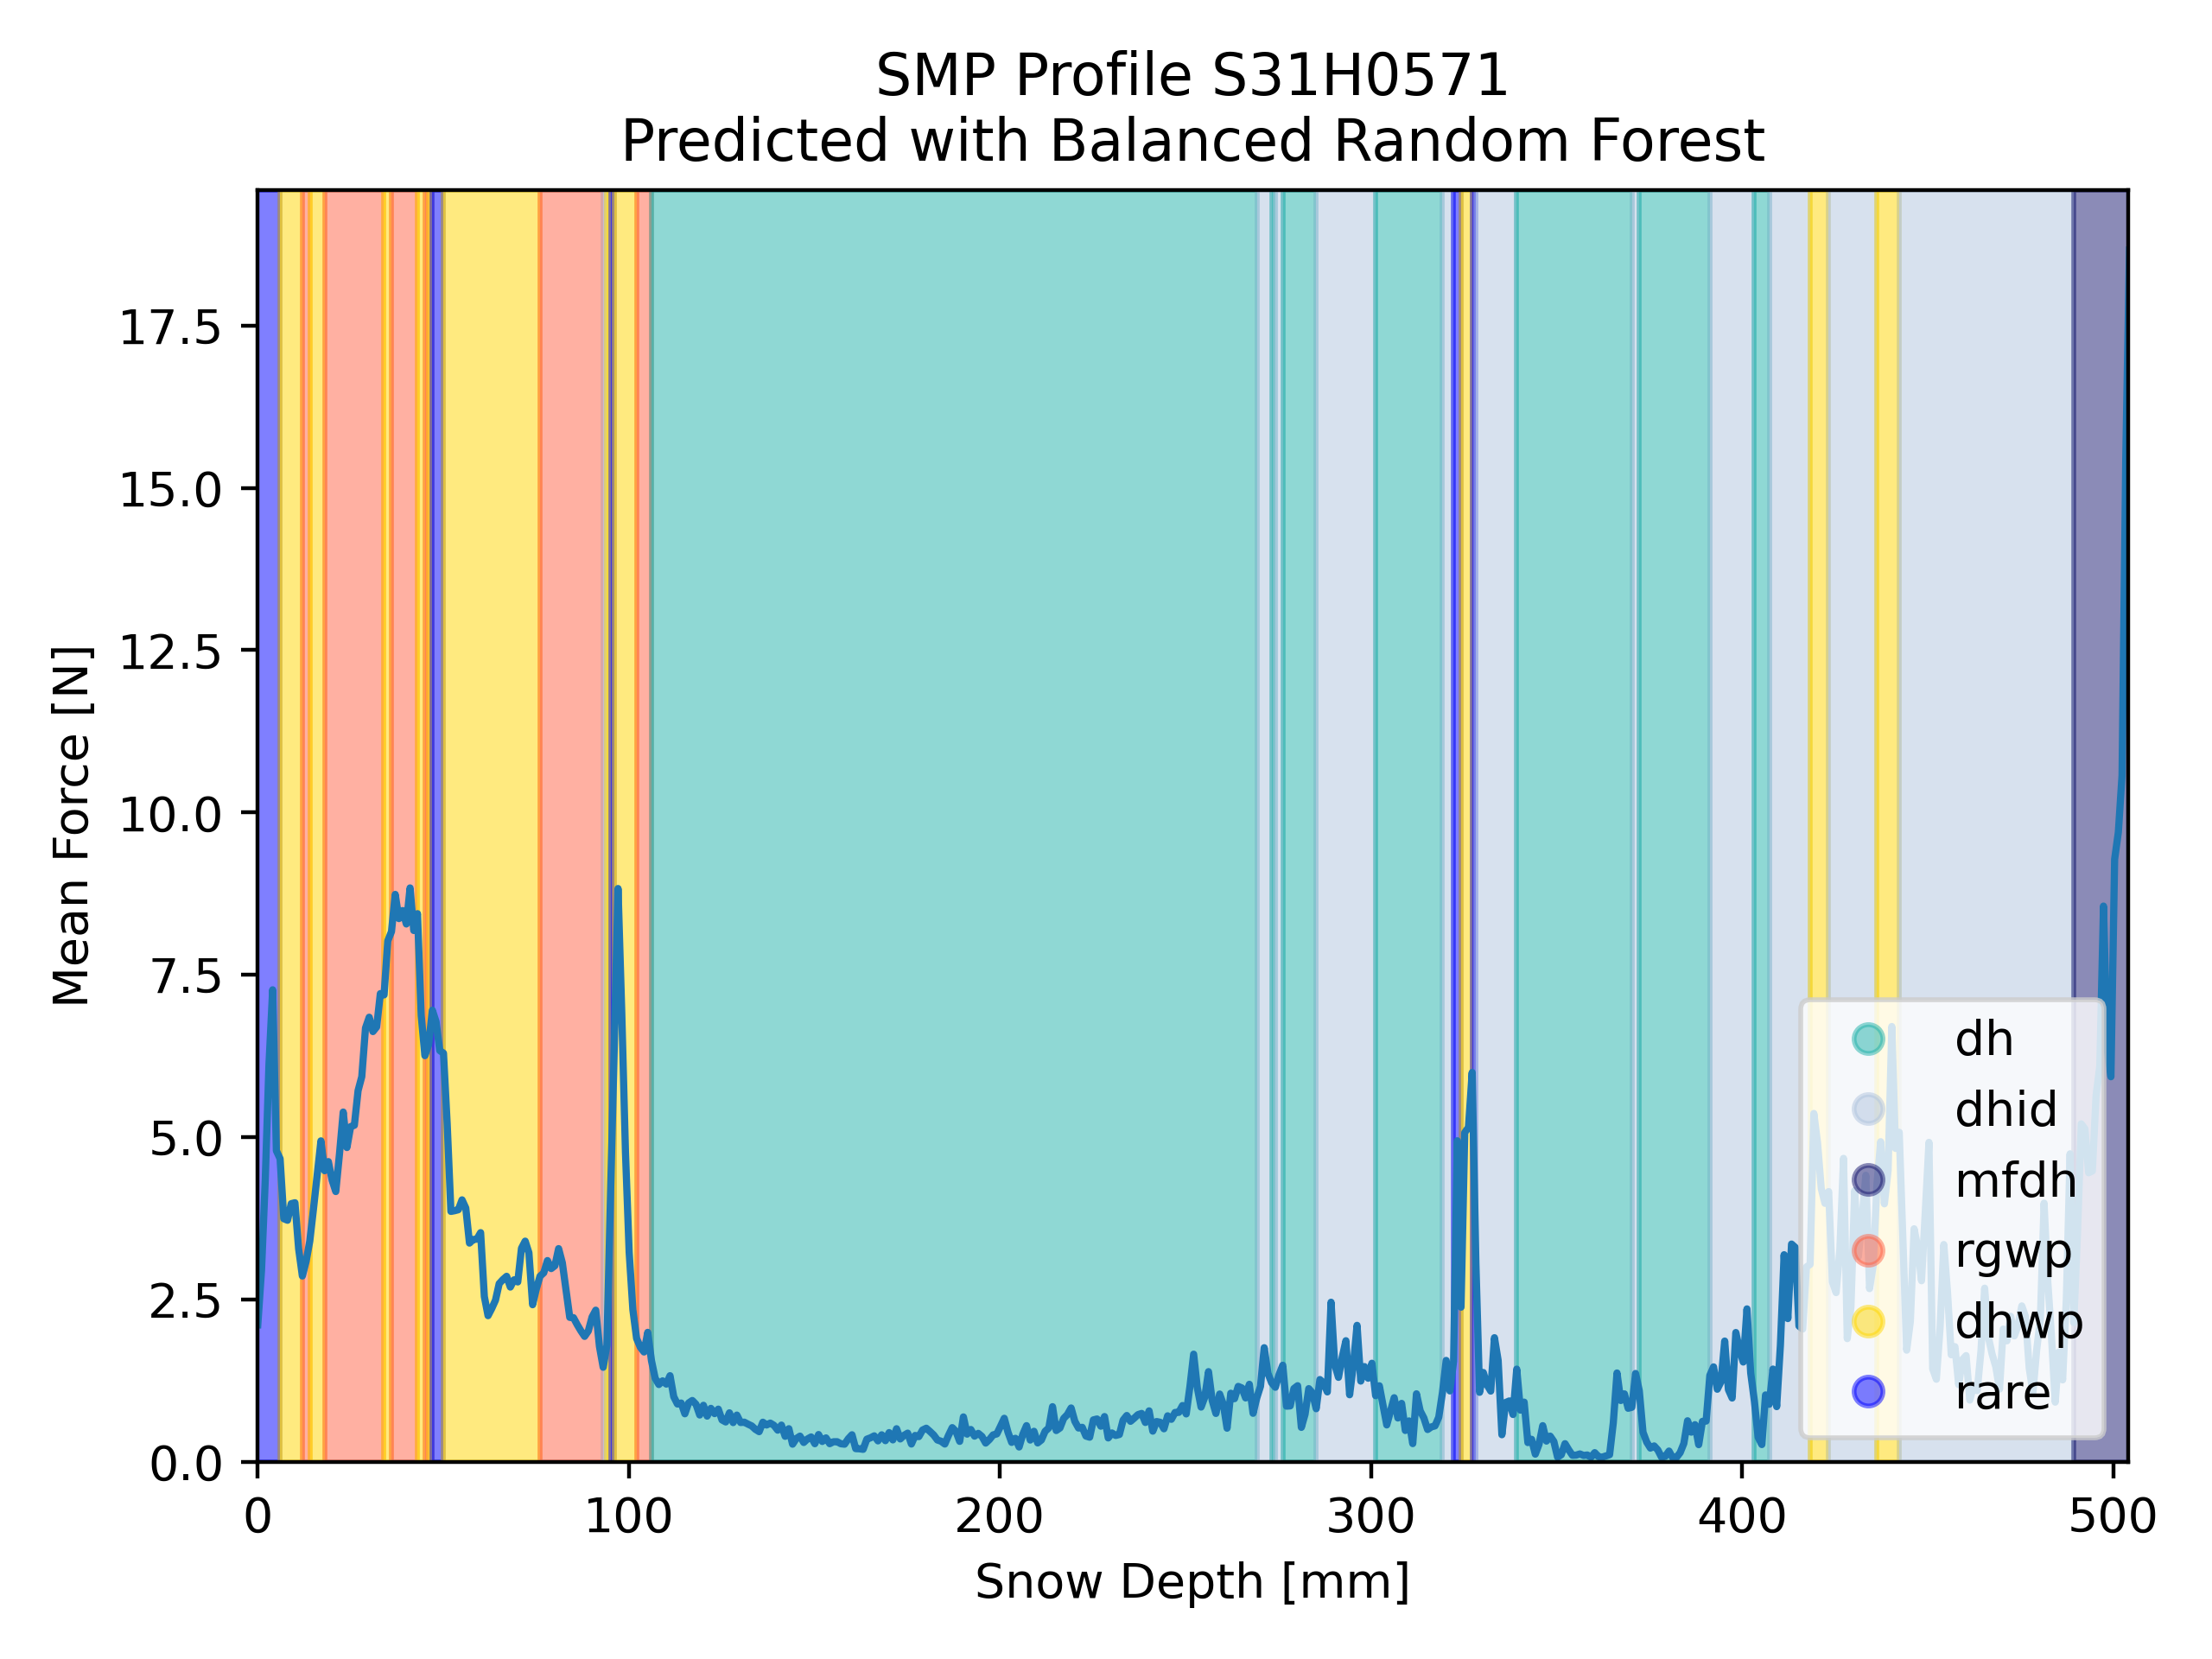 SMP Profile S31H0571
Predicted with Balanced Random Forest
Mean Force [N]
17.5
15.0
12.5
10.0
7.5
5.0
2.5
0.0
dh
dhid
mfdh
rgwp
dhwp
rare
0 100 200 300 400 500
Snow Depth [mm]